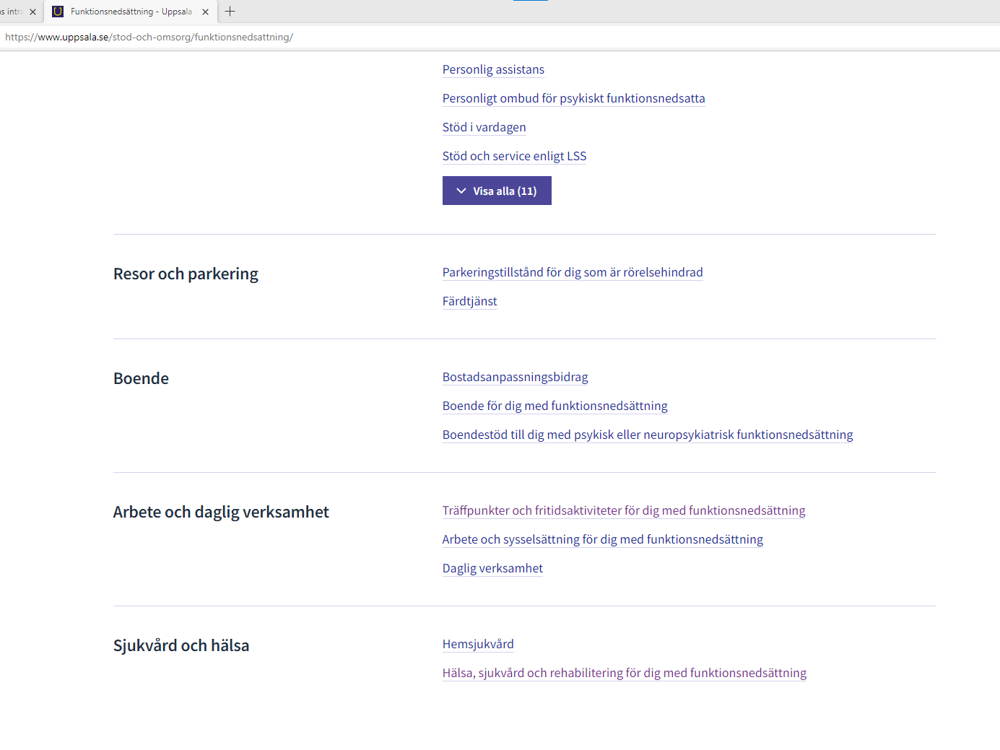 s intra
Funktionsnedsättning - Uppsala
https://www.uppsala.se/stod-och-omsorg/funktionsnedsattning/
Personlig assistans
Personligt ombud för psykiskt funktionsnedsatta
Stöd i vardagen
Stöd och service enligt LSS
Visa alla (11)
Resor och parkering
Parkeringstillstånd för dig som är rörelsehindrad
Färdtjänst
Boende
Bostadsanpassningsbidrag
Boende för dig med funktionsnedsättning
Boendestöd till dig med psykisk eller neuropsykiatrisk funktionsnedsättning
Arbete och daglig verksamhet
Träffpunkter och fritidsaktiviteter för dig med funktionsnedsättning
Arbete och sysselsättning för dig med funktionsnedsättning
Daglig verksamhet
Sjukvård och hälsa
Hemsjukvård
Hälsa, sjukvård och rehabilitering för dig med funktionsnedsättning